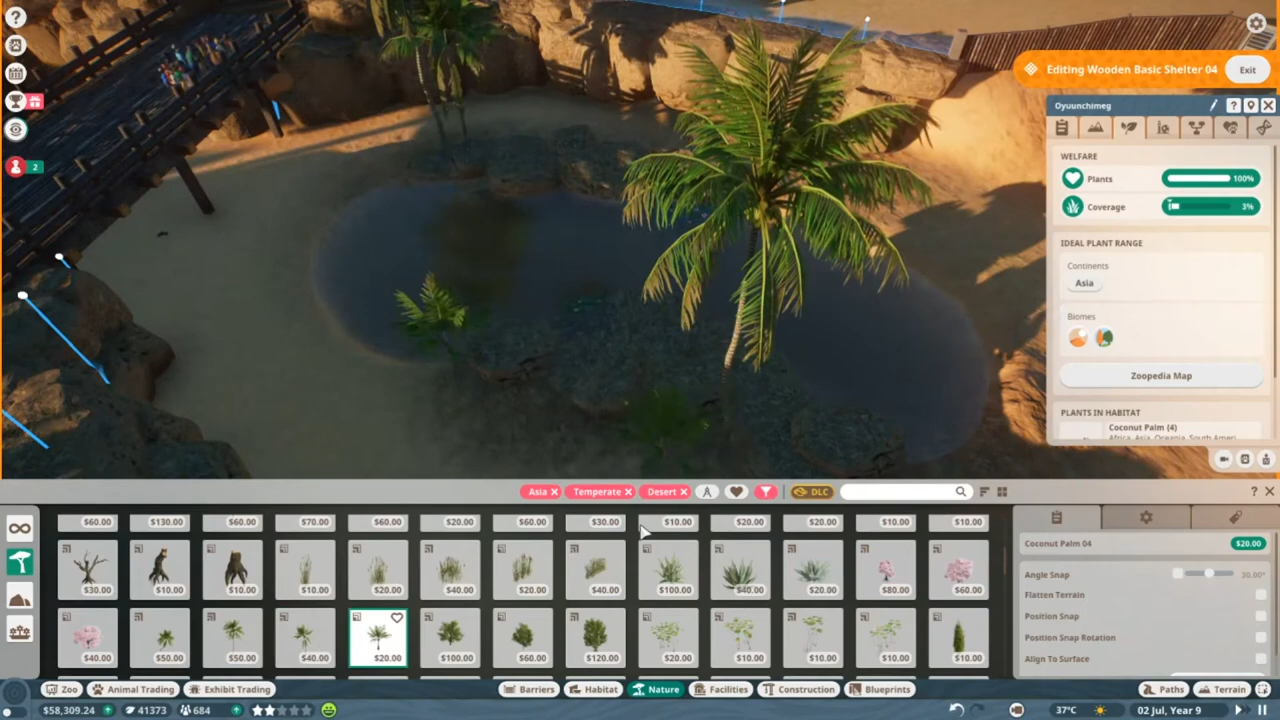 ?
Editing Wooden Basic Shelter 04
Exit
Oyuunchimeg
?
2
WELFARE
Plants
100%
Coverage
3%
IDEAL PLANT RANGE
Continents
Asia
Biomes
Zoopedia Map
PLANTS IN HABITAT
Coconut Palm (4)
Africa, Asia, Oceania, South Ameri
Asia
Temperate
Desert
DLC
?
$60.00 $130.00 $60.00 $70.00 $60.00 $20.00 $60.00 $30.00 $10.00 $20.00 $20.00 $10.00 $10.00
$30.00 $10.00 $10.00 $10.00 $20.00 $40.00 $20.00 $40.00 $100.00 $40.00 $20.00 $80.00 $60.00
$40.00 $50.00 $50.00 $40.00 $20.00 $100.00 $60.00 $120.00 $20.00 $10.00 $10.00 $10.00 $10.00
Coconut Palm 04
$20.00
Angle Snap
30.00°
Flatten Terrain
Position Snap
Position Snap Rotation
Align To Surface
Zoo
Animal Trading
Exhibit Trading
Barriers
Habitat
Nature
Facilities
Construction
Blueprints
Paths
Terrain
$58,309.24
41373
684
37°C
02 Jul, Year 9